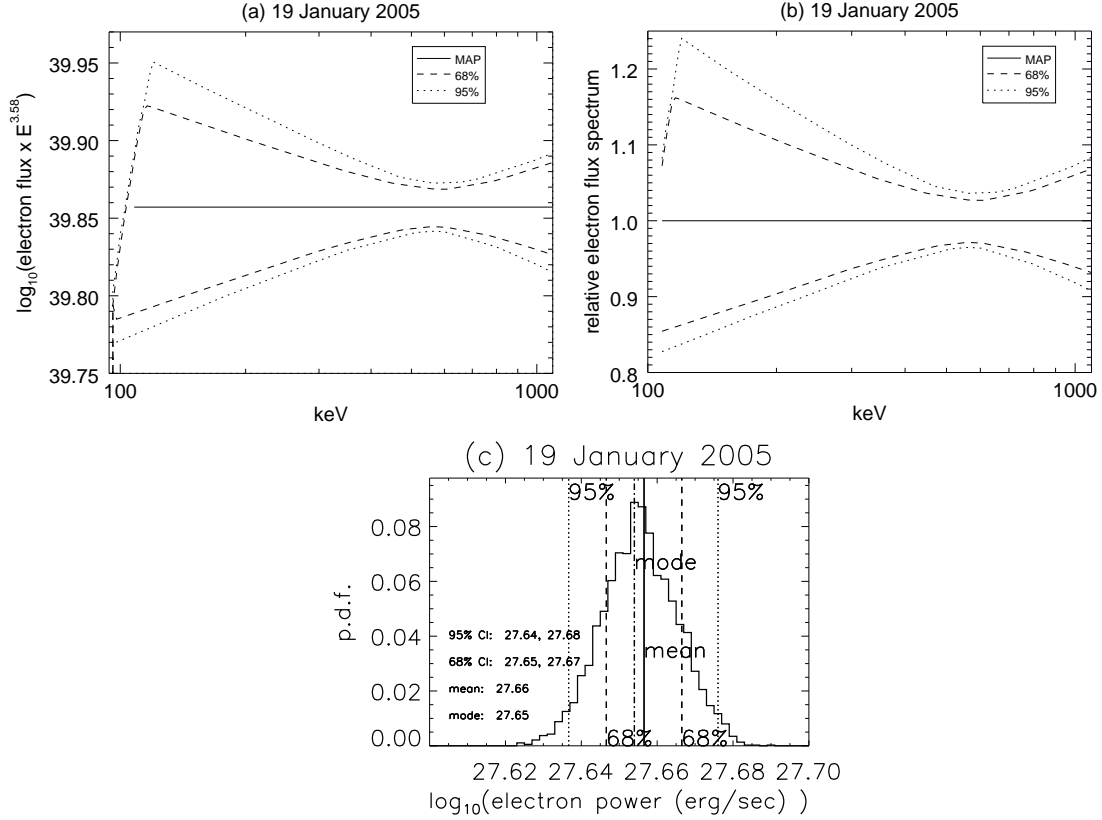 (a) 19 January 2005
log10(electron flux x E^3.58)
39.95
39.90
39.85
39.80
39.75
MAP
68%
95%
100
1000
keV
(b) 19 January 2005
relative electron flux spectrum
1.2
1.1
1.0
0.9
0.8
MAP
68%
95%
100
1000
keV
(c) 19 January 2005
p.d.f.
0.08
0.06
0.04
0.02
0.00
95%
95%
mode
mean
95% CI: 27.64, 27.68
68% CI: 27.65, 27.67
mean: 27.66
mode: 27.65
68%
68%
27.62
27.64
27.66
27.68
27.70
log10(electron power (erg/sec) )